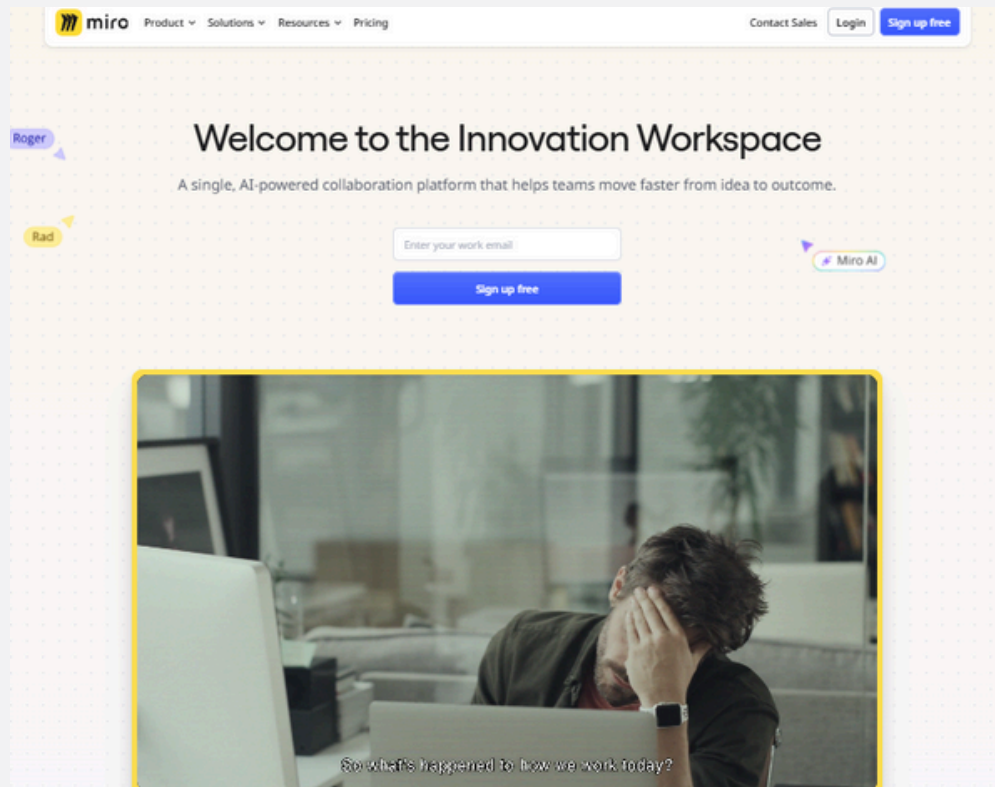 miro
Product Solutions Resources Pricing
Contact Sales Login Sign up free
Roger
Welcome to the Innovation Workspace
A single, AI-powered collaboration platform that helps teams move faster from idea to outcome.
Rad
Enter your work email
Miro AI
Sign up free
So what's happened to how we work today?